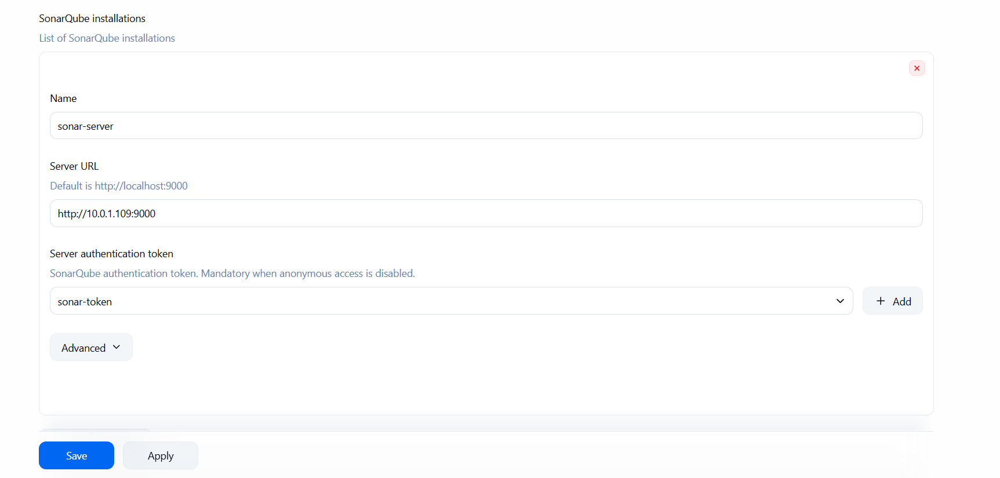 SonarQube installations
List of SonarQube installations
Name
sonar-server
Server URL
Default is http://localhost:9000
http://10.0.1.109:9000
Server authentication token
SonarQube authentication token. Mandatory when anonymous access is disabled.
sonar-token
Add
Advanced
Save
Apply